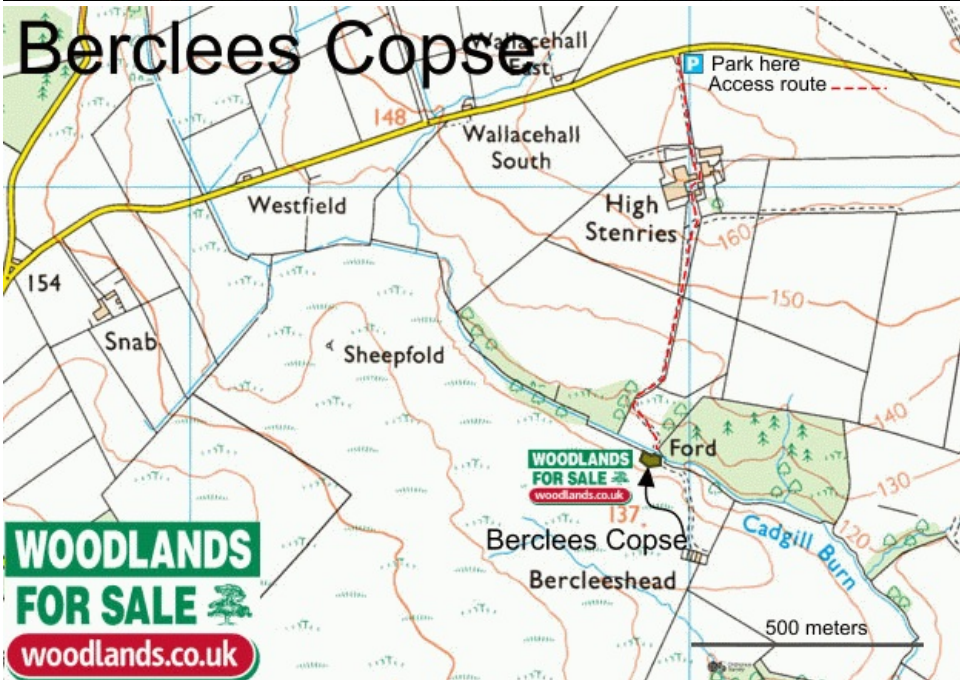 Berclees Copse
Wallacehall
East
P Park here
Access route
148
Wallacehall
South
Westfield
High
Stenries
160
154
150
Snab
Sheepfold
140
Ford
WOODLANDS
FOR SALE
woodlands.co.uk
130
137
Cadgill Burn
120
Berclees Copse
Bercleeshead
WOODLANDS
FOR SALE
woodlands.co.uk
500 meters